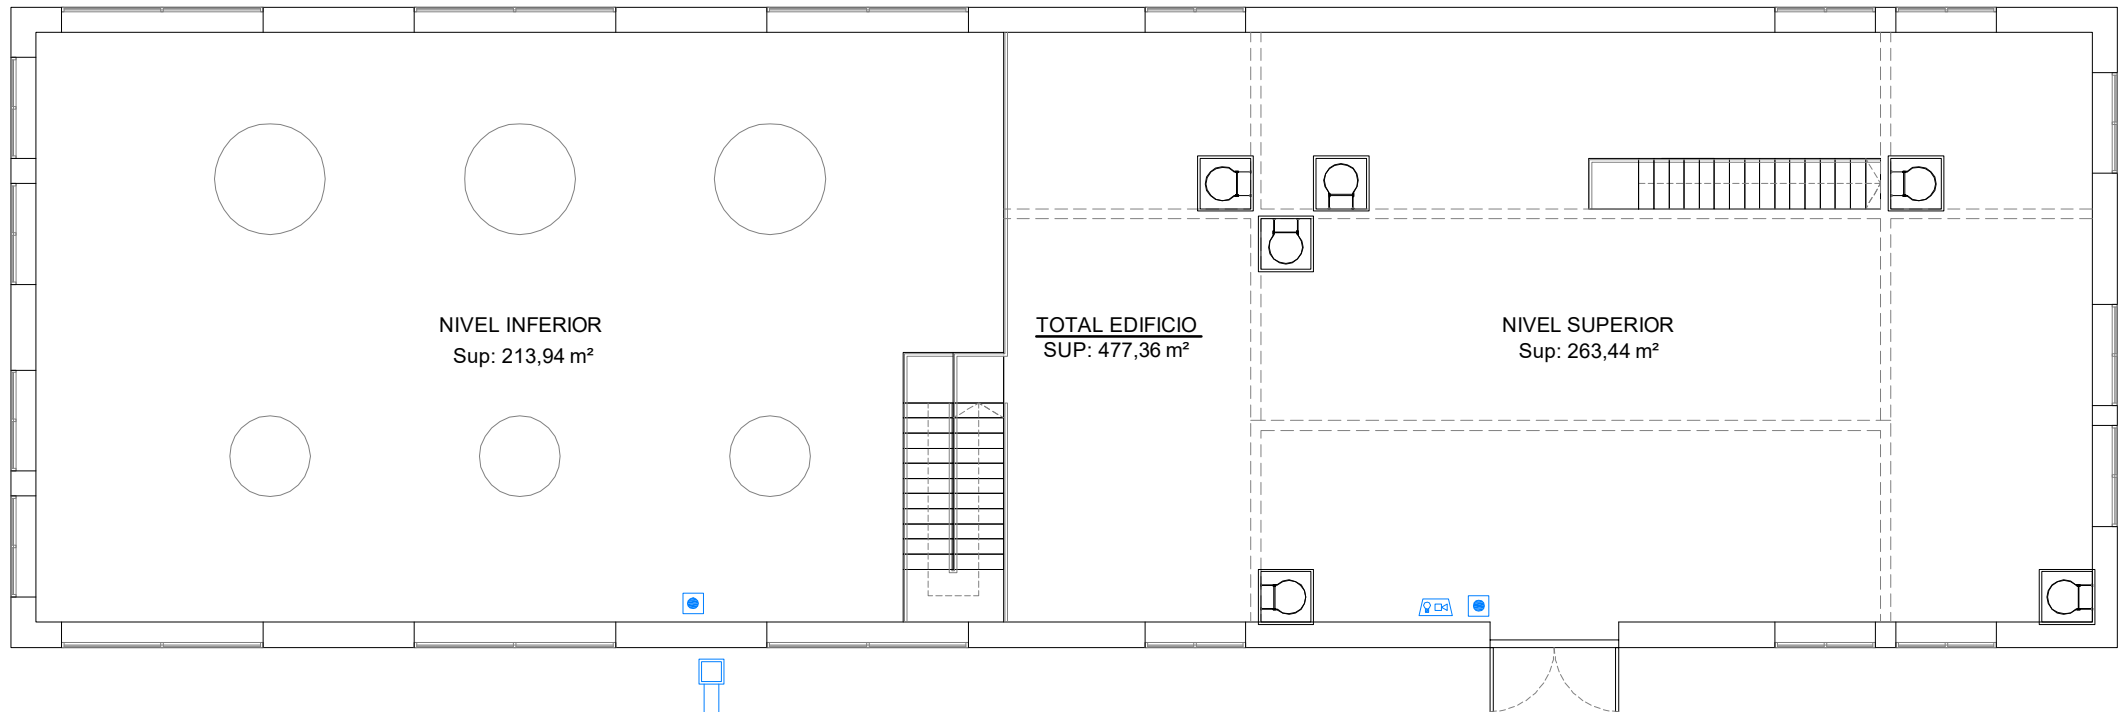 NIVEL INFERIOR
Sup: 213,94 m²
TOTAL EDIFICIO
SUP: 477,36 m²
NIVEL SUPERIOR
Sup: 263,44 m²